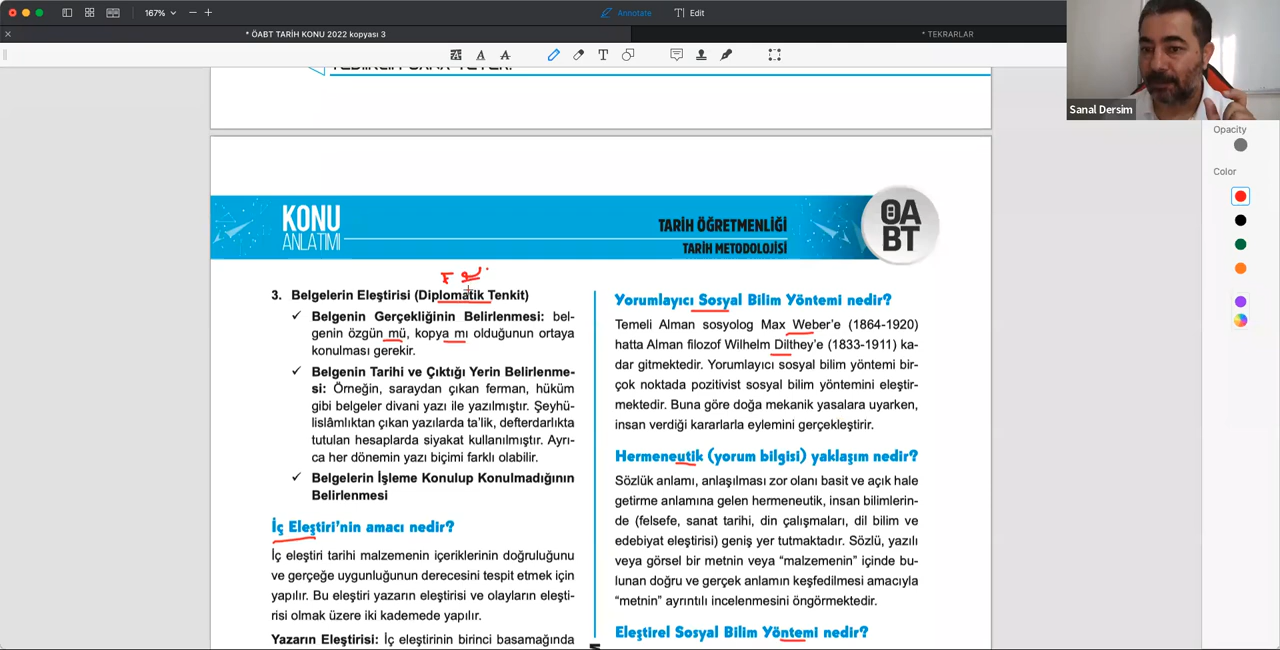 167%
Annotate
Edit
* ÖABT TARİH KONU 2022 kopyası 3
* TEKRARLAR
Sanal Dersim
Opacity
Color
KONU
ANLATIMI
TARİH ÖĞRETMENLİĞİ
TARİH METODOLOJİSİ
ÖA
BT
3. Belgelerin Eleştirisi (Diplomatik Tenkit)
✓ Belgenin Gerçekliğinin Belirlenmesi: bel-
genin özgün mü, kopya mı olduğunun ortaya
konulması gerekir.
✓ Belgenin Tarihi ve Çıktığı Yerin Belirlenme-
si: Örneğin, saraydan çıkan ferman, hüküm
gibi belgeler divani yazı ile yazılmıştır. Şeyhü-
lislâmlıktan çıkan yazılarda ta'lik, defterdarlıkta
tutulan hesaplarda siyakat kullanılmıştır. Ayrı-
ca her dönemin yazı biçimi farklı olabilir.
✓ Belgelerin İşleme Konulup Konulmadığının
Belirlenmesi
İç Eleştiri'nin amacı nedir?
İç eleştiri tarihi malzemenin içeriklerinin doğruluğunu
ve gerçeğe uygunluğunun derecesini tespit etmek için
yapılır. Bu eleştiri yazarın eleştirisi ve olayların eleşti-
risi olmak üzere iki kademede yapılır.
Yazarın Eleştirisi: İç eleştirinin birinci basamağında
Yorumlayıcı Sosyal Bilim Yöntemi nedir?
Temeli Alman sosyolog Max Weber'e (1864-1920)
hatta Alman filozof Wilhelm Dilthey'e (1833-1911) ka-
dar gitmektedir. Yorumlayıcı sosyal bilim yöntemi bir-
çok noktada pozitivist sosyal bilim yöntemini eleştir-
mektedir. Buna göre doğa mekanik yasalara uyarken,
insan verdiği kararlarla eylemini gerçekleştirir.
Hermeneutik (yorum bilgisi) yaklaşım nedir?
Sözlük anlamı, anlaşılması zor olanı basit ve açık hale
getirme anlamına gelen hermeneutik, insan bilimlerin-
de (felsefe, sanat tarihi, din çalışmaları, dil bilim ve
edebiyat eleştirisi) geniş yer tutmaktadır. Sözlü, yazılı
veya görsel bir metnin veya “malzemenin” içinde bu-
lunan doğru ve gerçek anlamın keşfedilmesi amacıyla
“metnin” ayrıntılı incelenmesini öngörmektedir.
Eleştirel Sosyal Bilim Yöntemi nedir?